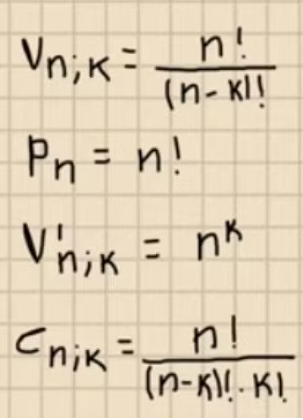 Vn;k = n! / (n-k)!
Pn = n!
V'n;k = n^k
Cn;k = n! / (n-k)! · k!